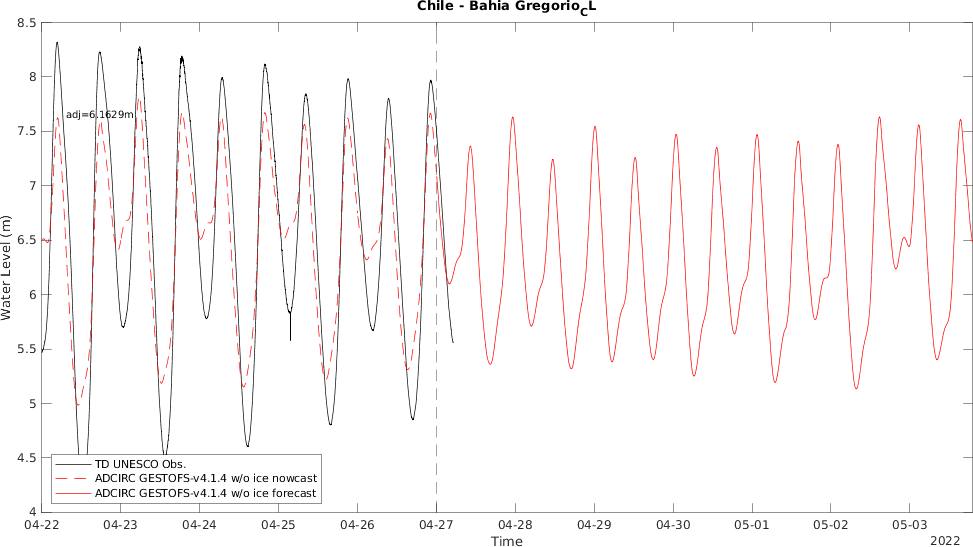 Chile - Bahia Gregorio_CL
8.5
8
7.5
7
6.5
6
5.5
5
4.5
4
Water Level (m)
adj=6.1629m
TD UNESCO Obs.
ADCIRC GESTOFS-v4.1.4 w/o ice nowcast
ADCIRC GESTOFS-v4.1.4 w/o ice forecast
04-22 04-23 04-24 04-25 04-26 04-27 04-28 04-29 04-30 05-01 05-02 05-03
Time
2022